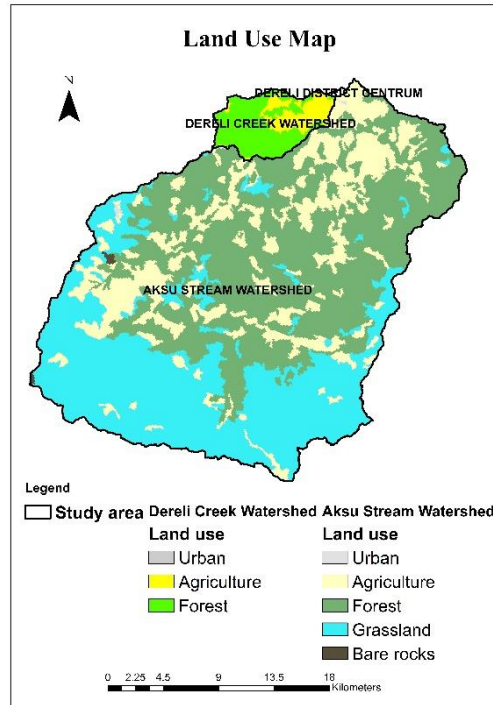 Land Use Map
N
DERELI DISTRICT CENTRUM
DERELI CREEK WATERSHED
AKSU STREAM WATERSHED
Legend
Study area
Dereli Creek Watershed
Land use
Urban
Agriculture
Forest
Aksu Stream Watershed
Land use
Urban
Agriculture
Forest
Grassland
Bare rocks
0 2.25 4.5 9 13.5 18
Kilometers